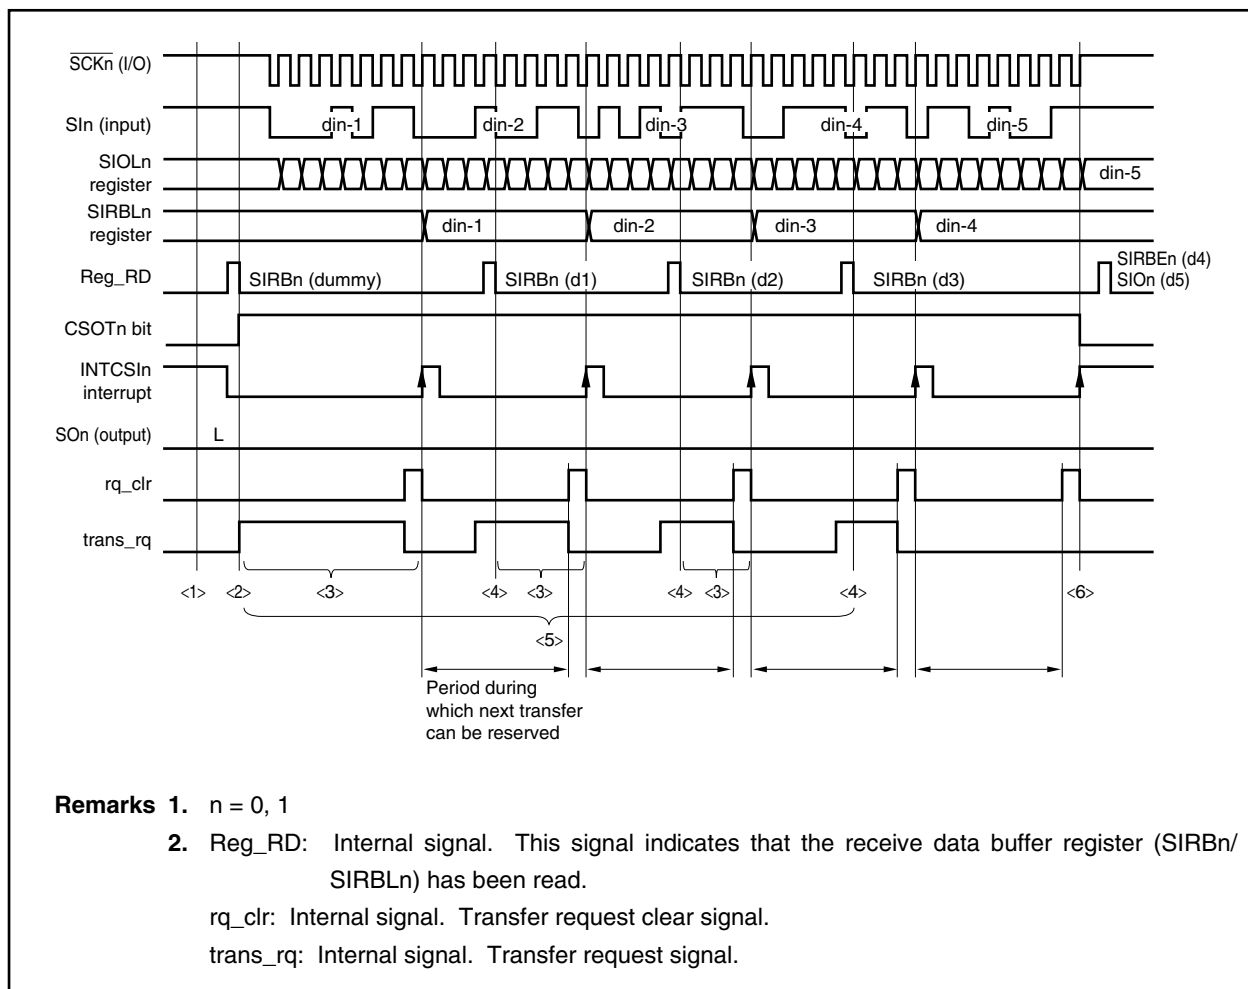 SCKn (I/O)
SIn (input)
din-1
din-2
din-3
din-4
din-5
SIOLn
register
din-5
SIRBLn
register
din-1
din-2
din-3
din-4
Reg_RD
SIRBn (dummy)
SIRBn (d1)
SIRBn (d2)
SIRBn (d3)
SIRBEn (d4)
SIOn (d5)
CSOTn bit
INTCSIn
interrupt
SOn (output)
L
rq_clr
trans_rq
<1>
<2>
<3>
<4>
<3>
<4>
<3>
<4>
<6>
<5>
Period during
which next transfer
can be reserved
Remarks 1. n = 0, 1
2. Reg_RD: Internal signal. This signal indicates that the receive data buffer register (SIRBn/
SIRBLn) has been read.
rq_clr: Internal signal. Transfer request clear signal.
trans_rq: Internal signal. Transfer request signal.